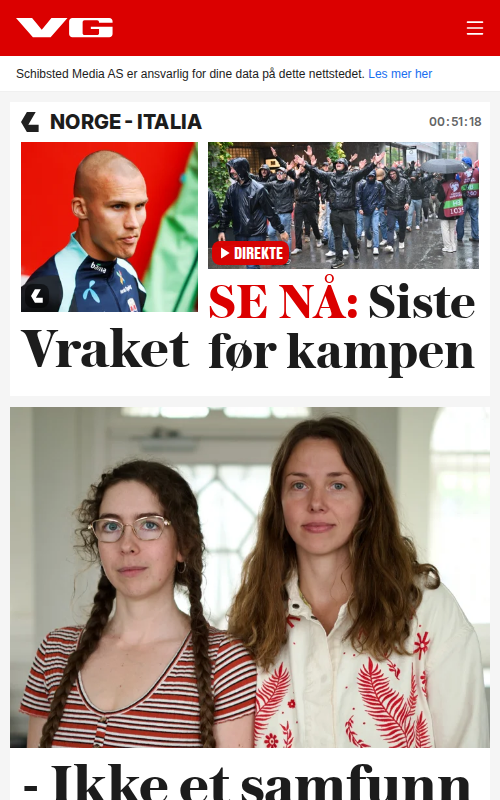 VG
Schibsted Media AS er ansvarlig for dine data på dette nettstedet. Les mer her
NORGE - ITALIA
00:51:18
DIREKTE
Vraket
SE NÅ: Siste
før kampen
- Ikke et samfunn